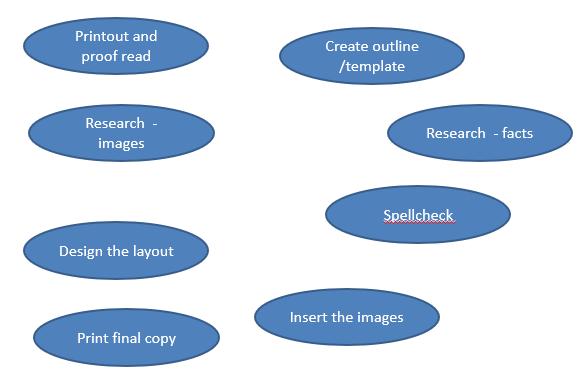 Printout and
proof read
Create outline
/template
Research - 
images
Research - facts
Spellcheck
Design the layout
Insert the images
Print final copy